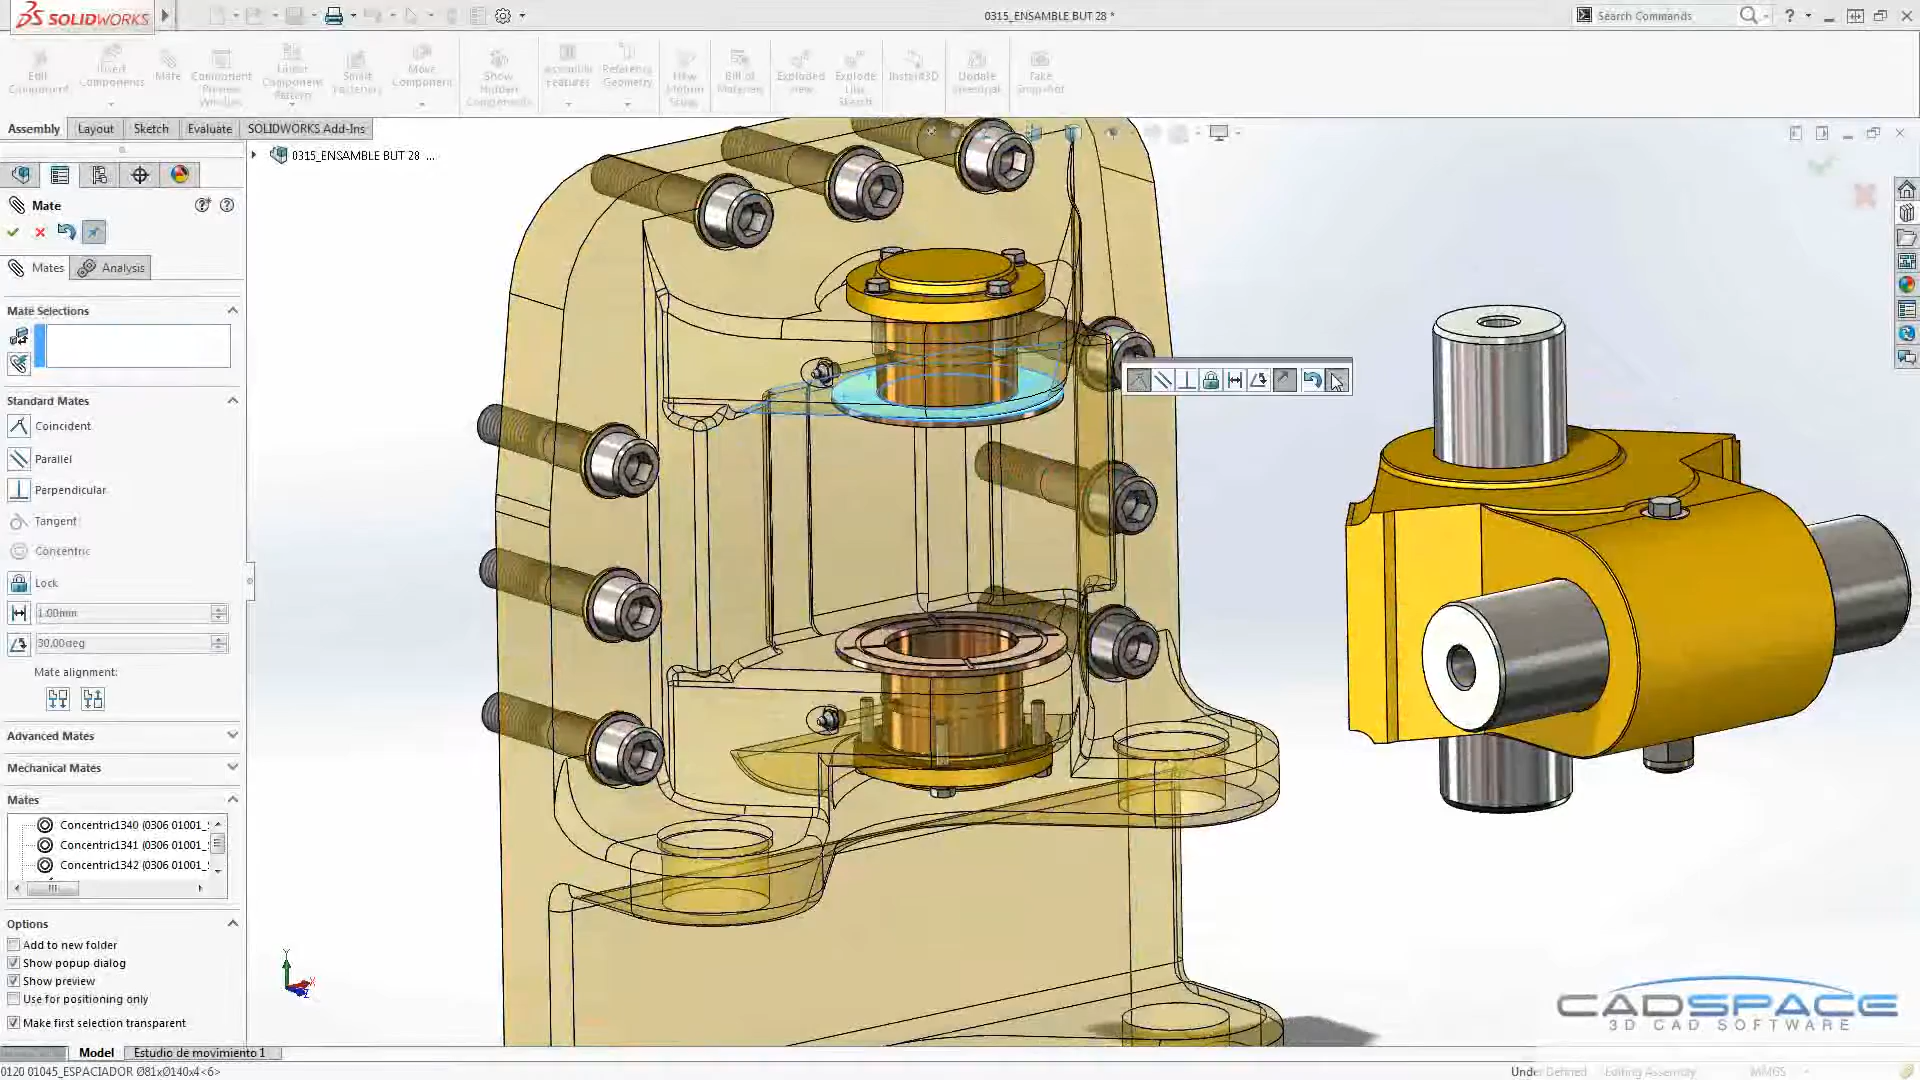 SOLIDWORKS
0315_ENSAMBLE BUT 28 *
Search Commands
Edit Component
Insert Components
Mate
Component Preview Window
Linear Component Pattern
Smart Fasteners
Move Component
Show Hidden Components
Assembly Features
Reference Geometry
New Motion Study
Bill of Materials
Exploded View
Explode Line Sketch
Instant3D
Update Speedpak
Take Snapshot
Assembly
Layout
Sketch
Evaluate
SOLIDWORKS Add-Ins
0315_ENSAMBLE BUT 28 ...
Mate
Mates
Analysis
Mate Selections
Standard Mates
Coincident
Parallel
Perpendicular
Tangent
Concentric
Lock
1.00mm
30.00deg
Mate alignment:
Advanced Mates
Mechanical Mates
Mates
Concentric1340 (0306 01001_
Concentric1341 (0306 01001_
Concentric1342 (0306 01001_
Options
Add to new folder
Show popup dialog
Show preview
Use for positioning only
Make first selection transparent
Y
X
Z
CADSPACE
3D CAD SOFTWARE
Model
Estudio de movimiento 1
0120 01045_ESPACIADOR Ø81xØ140x4<6>
Under Defined
Editing Assembly
MMGS